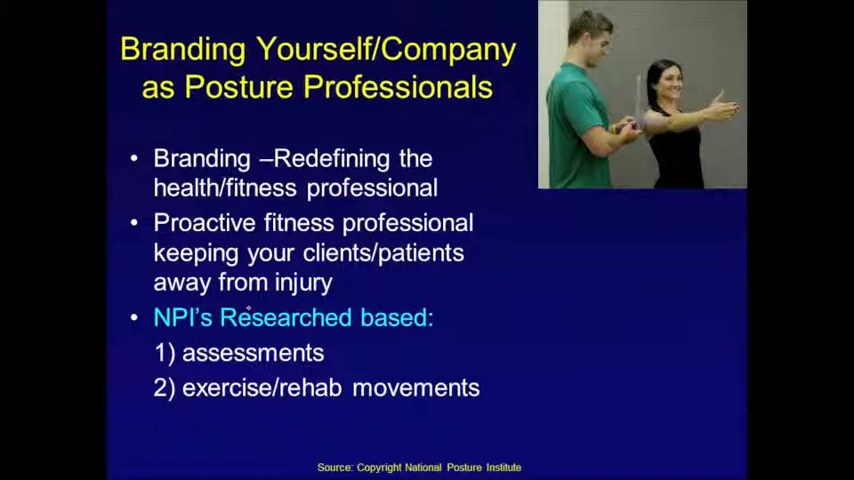 Branding Yourself/Company
as Posture Professionals
• Branding –Redefining the
health/fitness professional
• Proactive fitness professional
keeping your clients/patients
away from injury
• NPI's Researched based:
1) assessments
2) exercise/rehab movements
Source: Copyright National Posture Institute